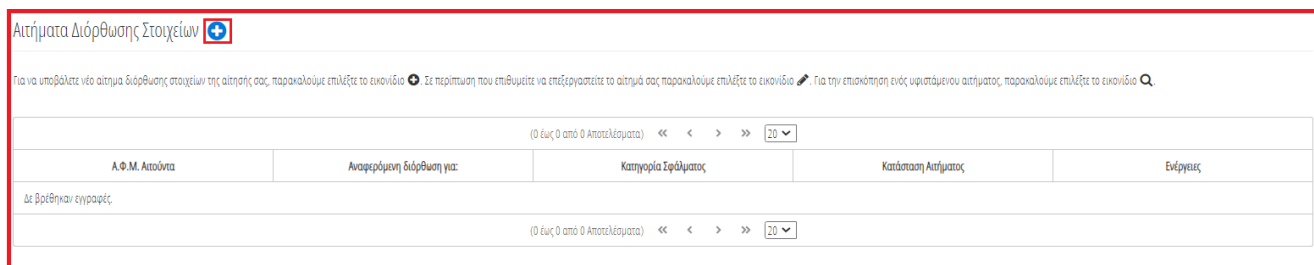 Αιτήματα Διόρθωσης Στοιχείων
Για να υποβάλετε νέο αίτημα διόρθωσης στοιχείων της αίτησής σας, παρακαλούμε επιλέξτε το εικονίδιο . Σε περίπτωση που επιθυμείτε να επεξεργαστείτε το αίτημά σας παρακαλούμε επιλέξτε το εικονίδιο . Για την επισκόπηση ενός υφιστάμενου αιτήματος, παρακαλούμε επιλέξτε το εικονίδιο .
(0 έως 0 από 0 Αποτελέσματα) « ‹ › » 20
Α.Φ.Μ. Αιτούντα Αναφερόμενη διόρθωση για: Κατηγορία Σφάλματος Κατάσταση Αιτήματος Ενέργειες
Δε βρέθηκαν εγγραφές.
(0 έως 0 από 0 Αποτελέσματα) « ‹ › » 20